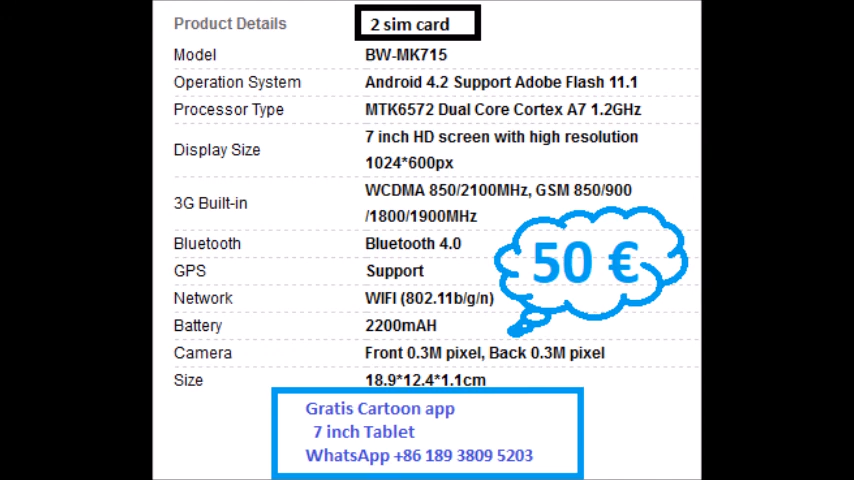 Product Details 2 sim card
Model BW-MK715
Operation System Android 4.2 Support Adobe Flash 11.1
Processor Type MTK6572 Dual Core Cortex A7 1.2GHz
Display Size 7 inch HD screen with high resolution
1024*600px
3G Built-in WCDMA 850/2100MHz, GSM 850/900
/1800/1900MHz
Bluetooth Bluetooth 4.0
50 €
GPS Support
Network WIFI (802.11b/g/n)
Battery 2200mAH
Camera Front 0.3M pixel, Back 0.3M pixel
Size 18.9*12.4*1.1cm
Gratis Cartoon app
7 inch Tablet
WhatsApp +86 189 3809 5203